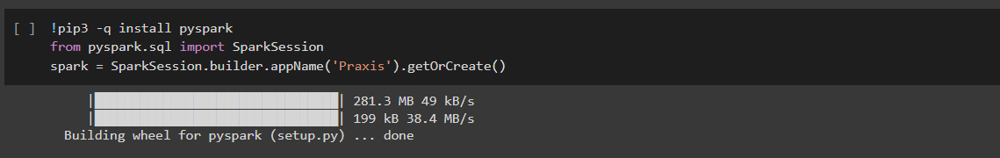 [ ] !pip3 -q install pyspark
from pyspark.sql import SparkSession
spark = SparkSession.builder.appName('Praxis').getOrCreate()
|████████████████████████████████| 281.3 MB 49 kB/s
|████████████████████████████████| 199 kB 38.4 MB/s
Building wheel for pyspark (setup.py) ... done